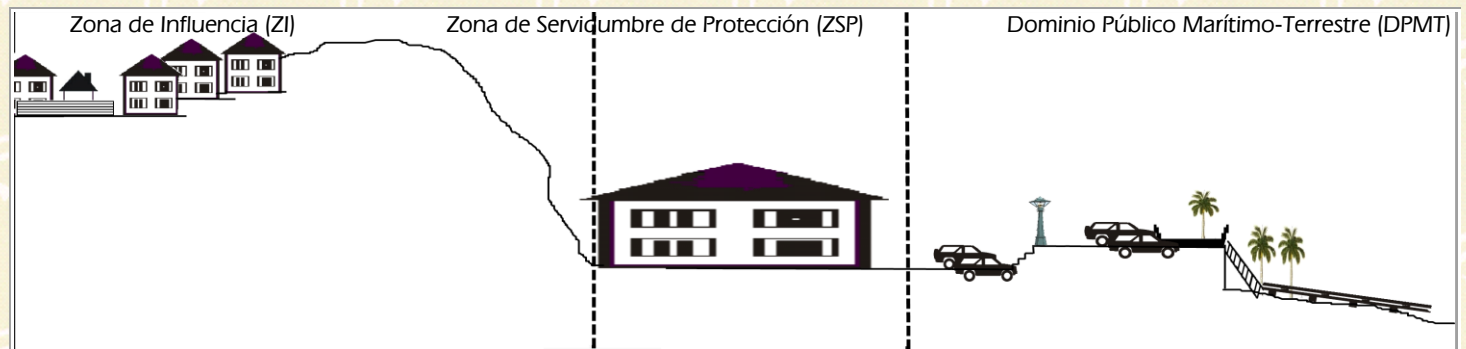 Zona de Influencia (ZI)
Zona de Servidumbre de Protección (ZSP)
Dominio Público Marítimo-Terrestre (DPMT)